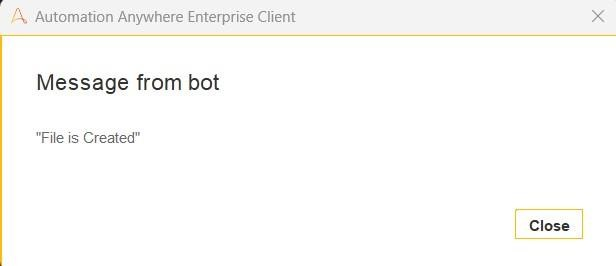 Automation Anywhere Enterprise Client
Message from bot
"File is Created"
Close